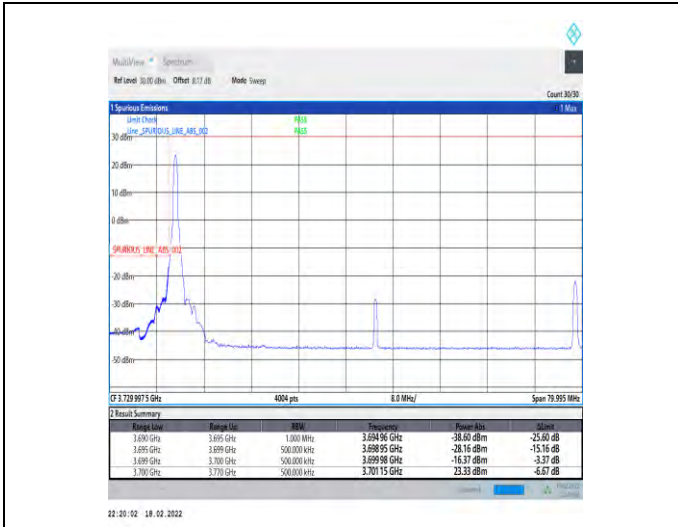 MultiView Spectrum
Ref Level 30.00 dBm Offset 8.17 dB Mode Sweep
Count 30/30
1 Spurious Emissions 1 Max
Limit Check PASS
Line _SPURIOUS_LINE_ABS_002 PASS
30 dBm
20 dBm
10 dBm
0 dBm
_SPURIOUS_LINE_ABS_002
-20 dBm
-30 dBm
-40 dBm
-50 dBm
CF 3.729 997 5 GHz 4004 pts 8.0 MHz/ Span 79.995 MHz
2 Result Summary
Range Low Range Up RBW Frequency Power Abs ΔLimit
3.690 GHz 3.695 GHz 1.000 MHz 3.694 96 GHz -38.60 dBm -25.60 dB
3.695 GHz 3.699 GHz 500.000 kHz 3.698 95 GHz -28.16 dBm -15.16 dB
3.699 GHz 3.700 GHz 500.000 kHz 3.699 98 GHz -16.37 dBm -3.37 dB
3.700 GHz 3.770 GHz 500.000 kHz 3.701 15 GHz 23.33 dBm -6.67 dB
22:20:02 18.02.2022